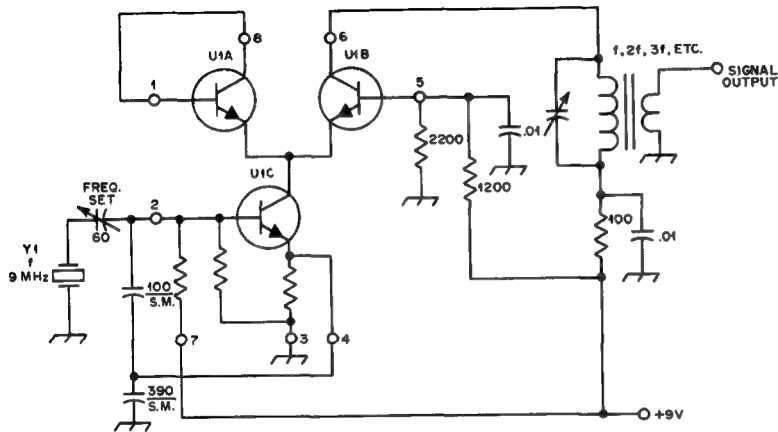 8
6
U1A
U1B
f, 2f, 3f, ETC.
SIGNAL
OUTPUT
1
5
.01
2200
1200
U1C
FREQ.
SET
60
2
100
.01
Y1
f
9 MHz
100
S.M.
7
3
4
390
S.M.
+9V